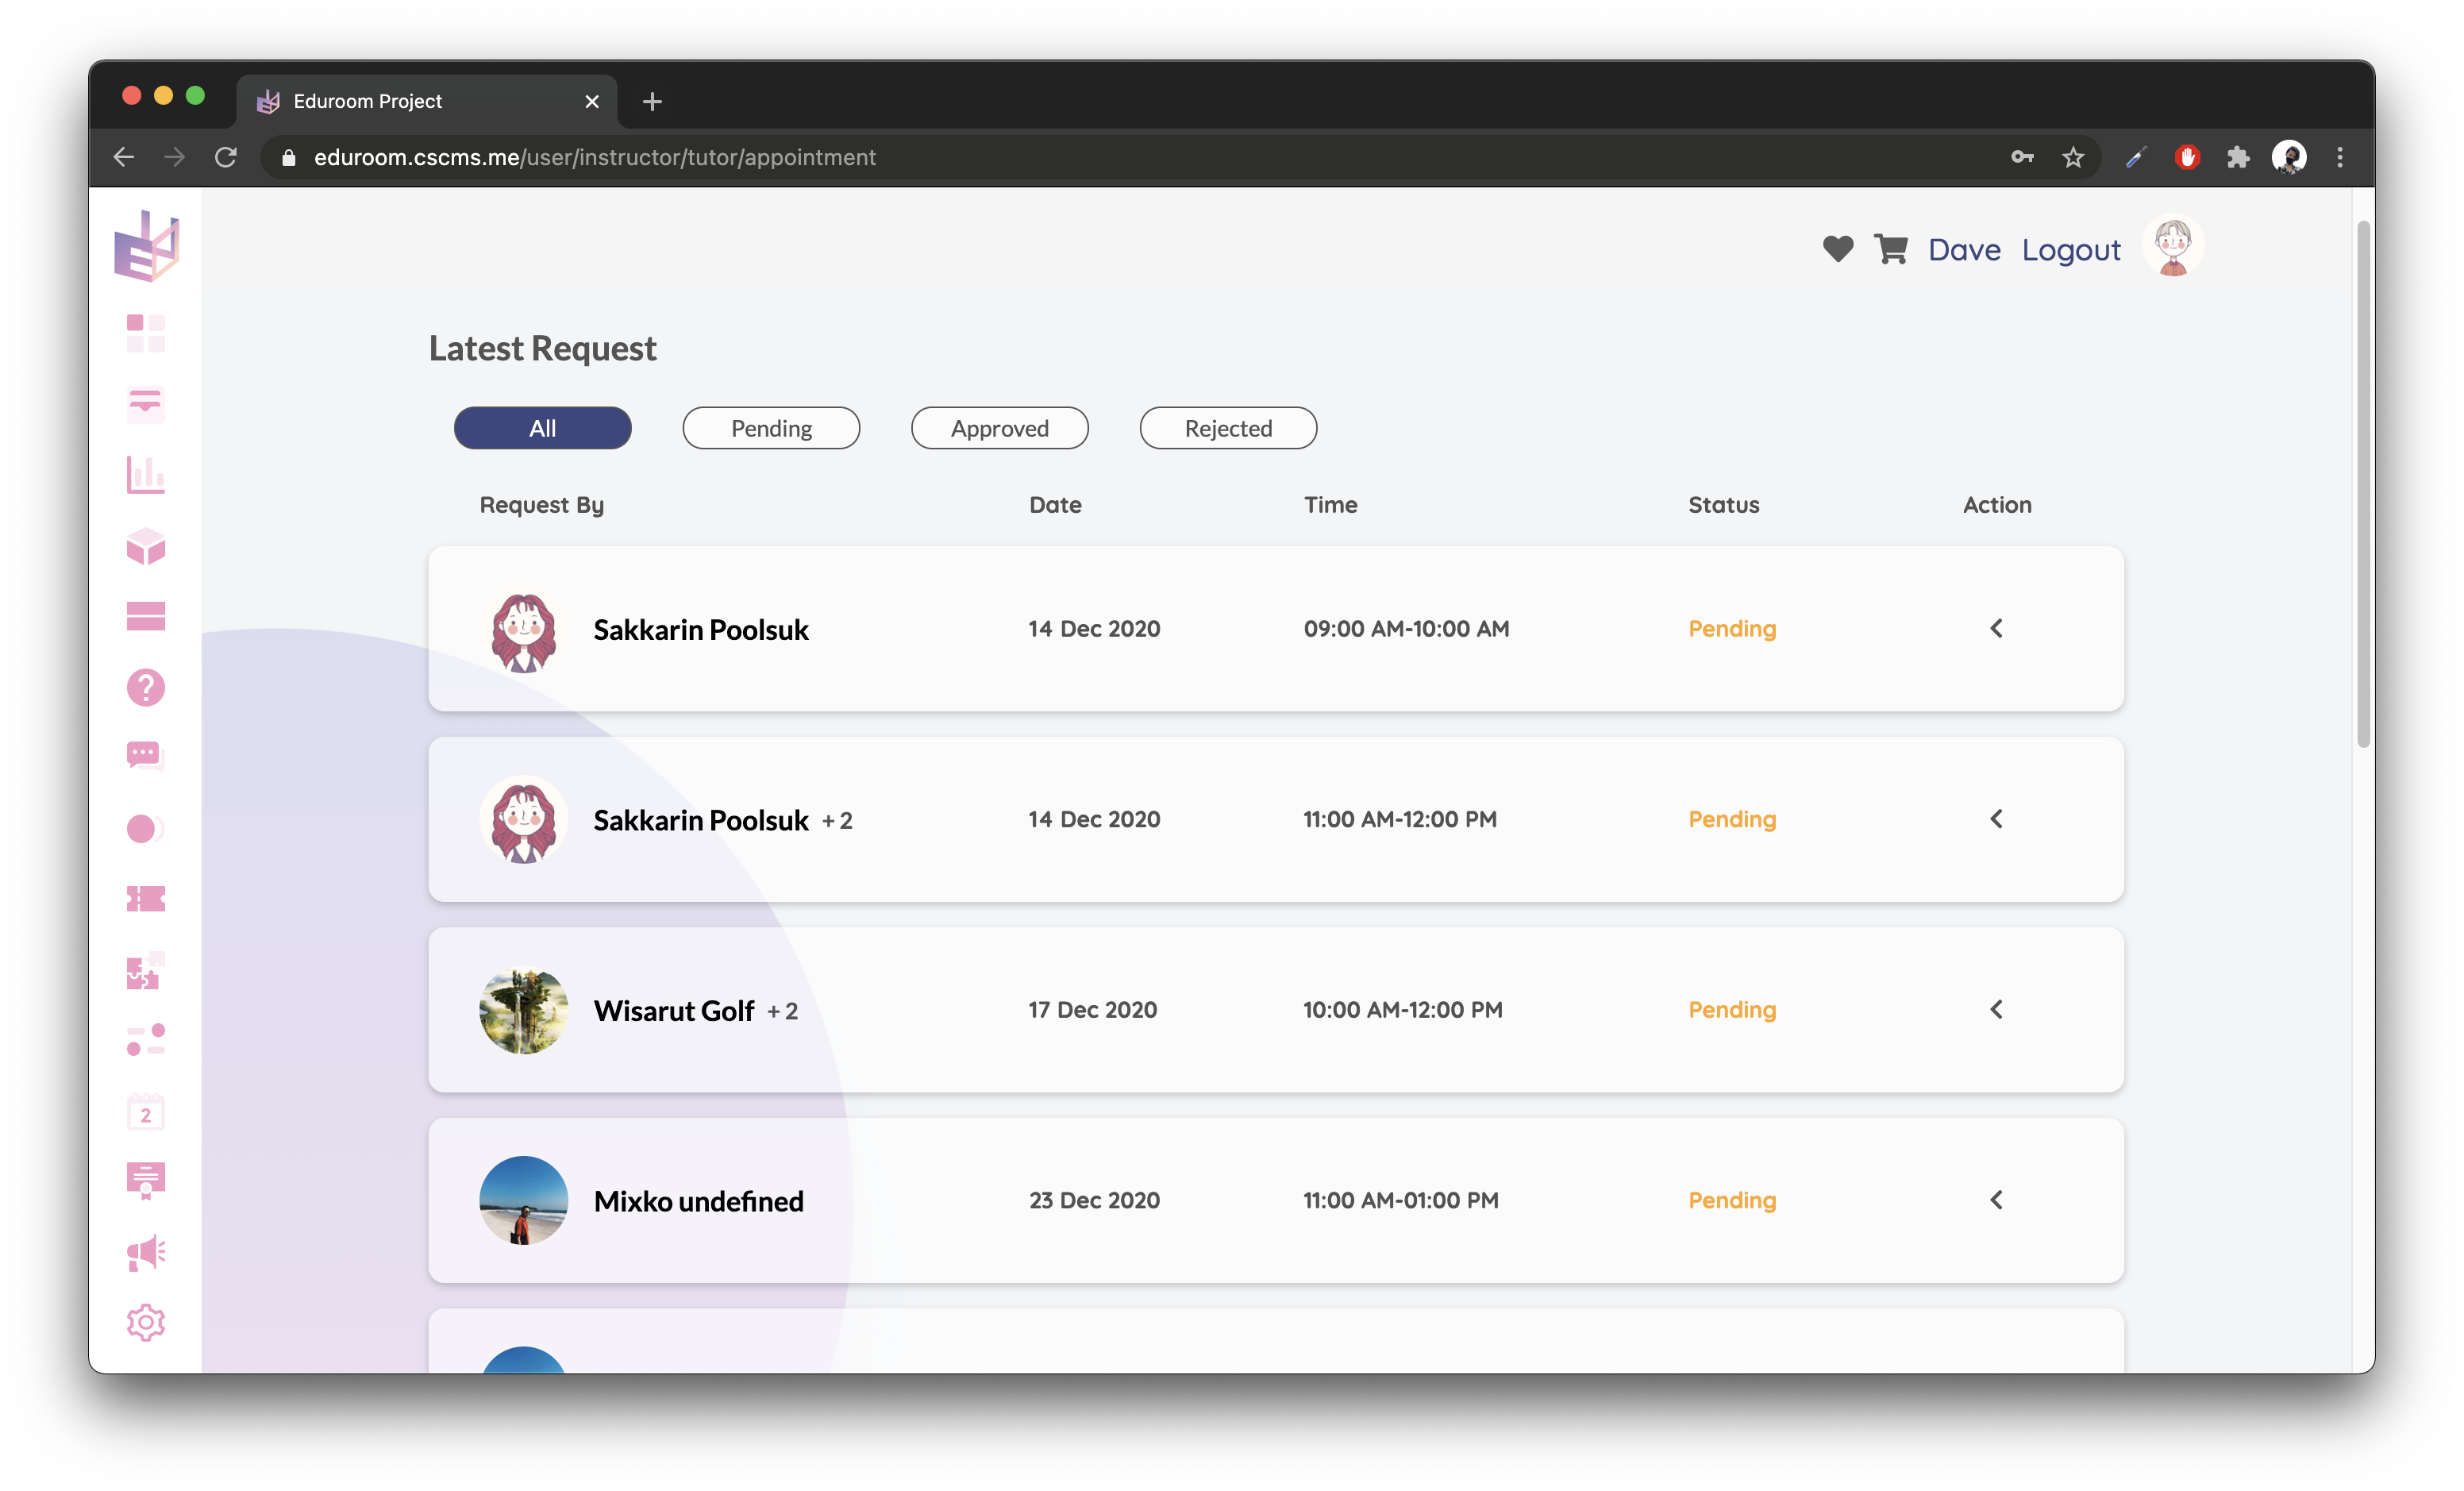 Eduroom Project
eduroom.cscms.me/user/instructor/tutor/appointment
Dave Logout
Latest Request
All Pending Approved Rejected
Request By Date Time Status Action
Sakkarin Poolsuk 14 Dec 2020 09:00 AM-10:00 AM Pending
Sakkarin Poolsuk + 2 14 Dec 2020 11:00 AM-12:00 PM Pending
Wisarut Golf + 2 17 Dec 2020 10:00 AM-12:00 PM Pending
2
Mixko undefined 23 Dec 2020 11:00 AM-01:00 PM Pending